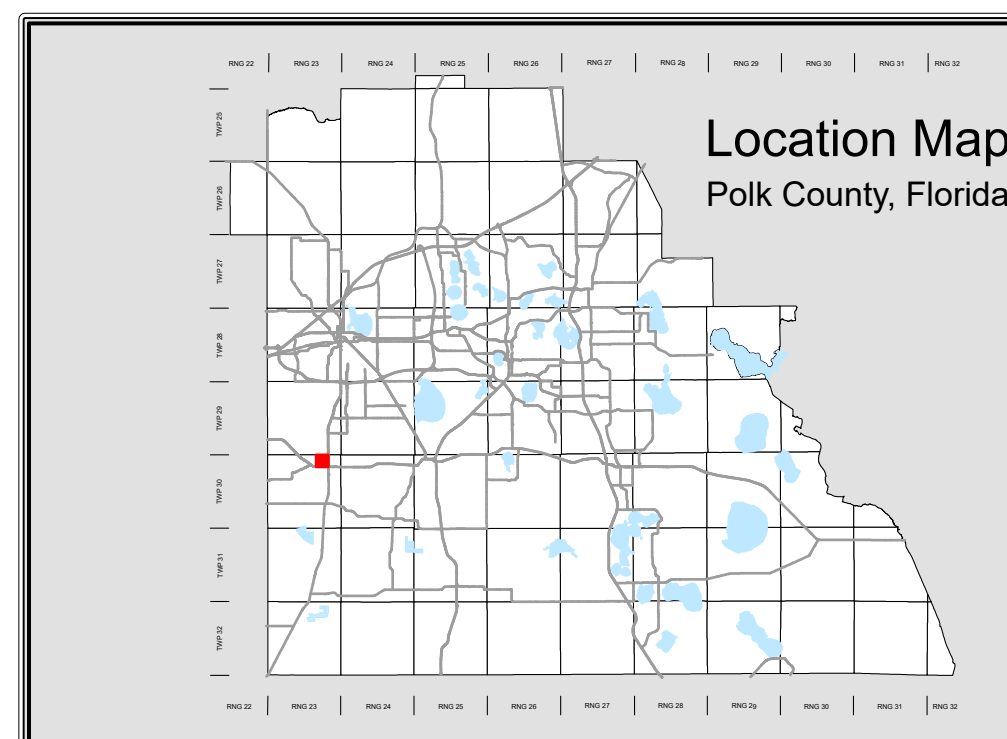 RNG 22 RNG 23 RNG 24 RNG 25 RNG 26 RNG 27 RNG 28 RNG 29 RNG 30 RNG 31 RNG 32
Location Map
Polk County, Florida
TWP 25
TWP 26
TWP 27
TWP 28
TWP 29
TWP 30
TWP 31
TWP 32
RNG 22 RNG 23 RNG 24 RNG 25 RNG 26 RNG 27 RNG 28 RNG 29 RNG 30 RNG 31 RNG 32